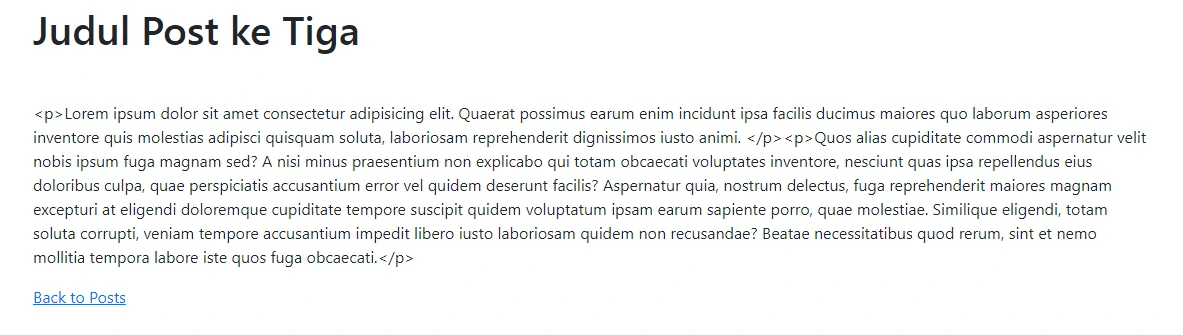 Judul Post ke Tiga
<p>Lorem ipsum dolor sit amet consectetur adipisicing elit. Quaerat possimus earum enim incidunt ipsa facilis ducimus maiores quo laborum asperiores
inventore quis molestias adipisci quisquam soluta, laboriosam reprehenderit dignissimos iusto animi. </p><p>Quos alias cupiditate commodi aspernatur velit
nobis ipsum fuga magnam sed? A nisi minus praesentium non explicabo qui totam obcaecati voluptates inventore, nesciunt quas ipsa repellendus eius
doloribus culpa, quae perspiciatis accusantium error vel quidem deserunt facilis? Aspernatur quia, nostrum delectus, fuga reprehenderit maiores magnam
excepturi at eligendi doloremque cupiditate tempore suscipit quidem voluptatum ipsam earum sapiente porro, quae molestiae. Similique eligendi, totam
soluta corrupti, veniam tempore accusantium impedit libero iusto laboriosam quidem non recusandae? Beatae necessitatibus quod rerum, sint et nemo
mollitia tempora labore iste quos fuga obcaecati.</p>
Back to Posts